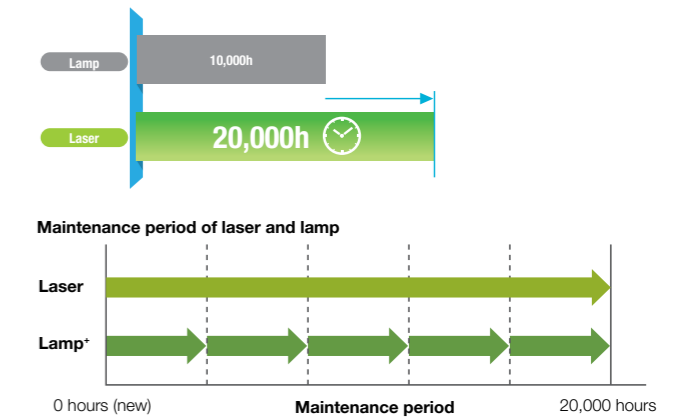 Lamp
10,000h
Laser
20,000h
Maintenance period of laser and lamp
Laser
Lamp+
0 hours (new)
Maintenance period
20,000 hours